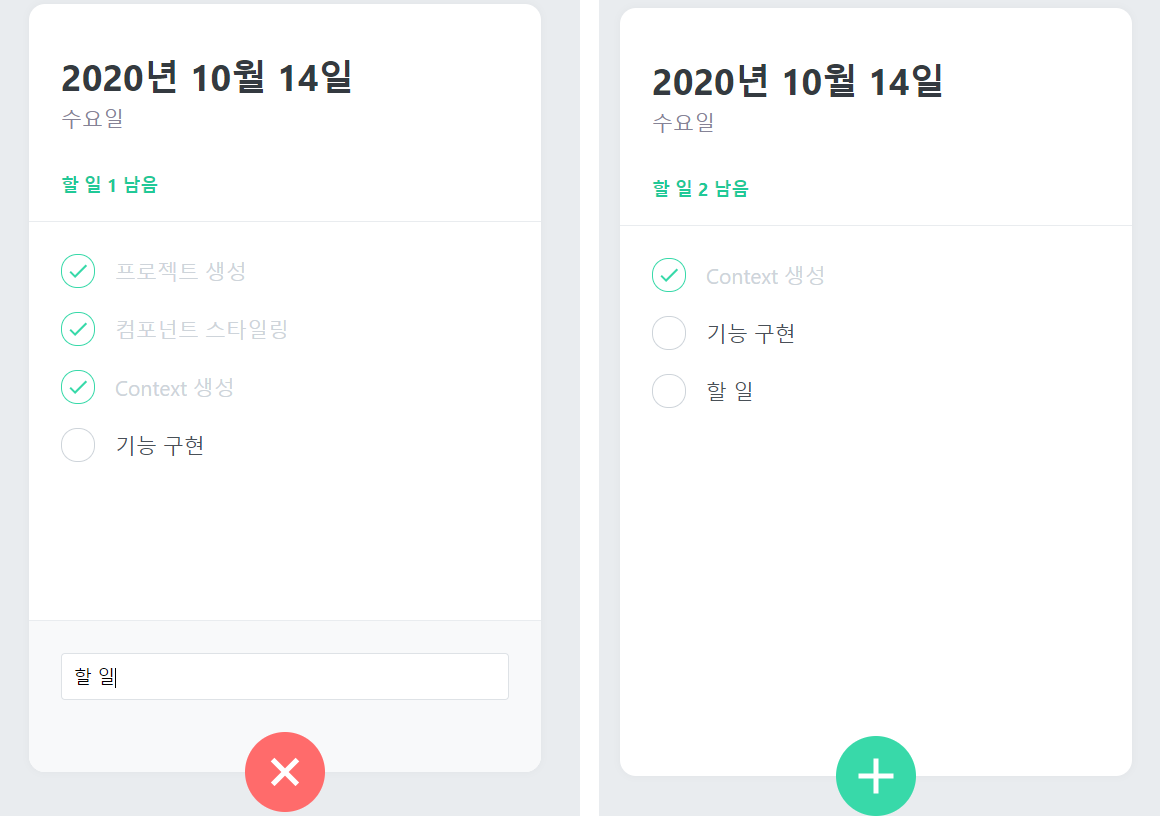 2020년 10월 14일
수요일
할 일 1 남음
프로젝트 생성
컴포넌트 스타일링
Context 생성
기능 구현
할 일
2020년 10월 14일
수요일
할 일 2 남음
Context 생성
기능 구현
할 일